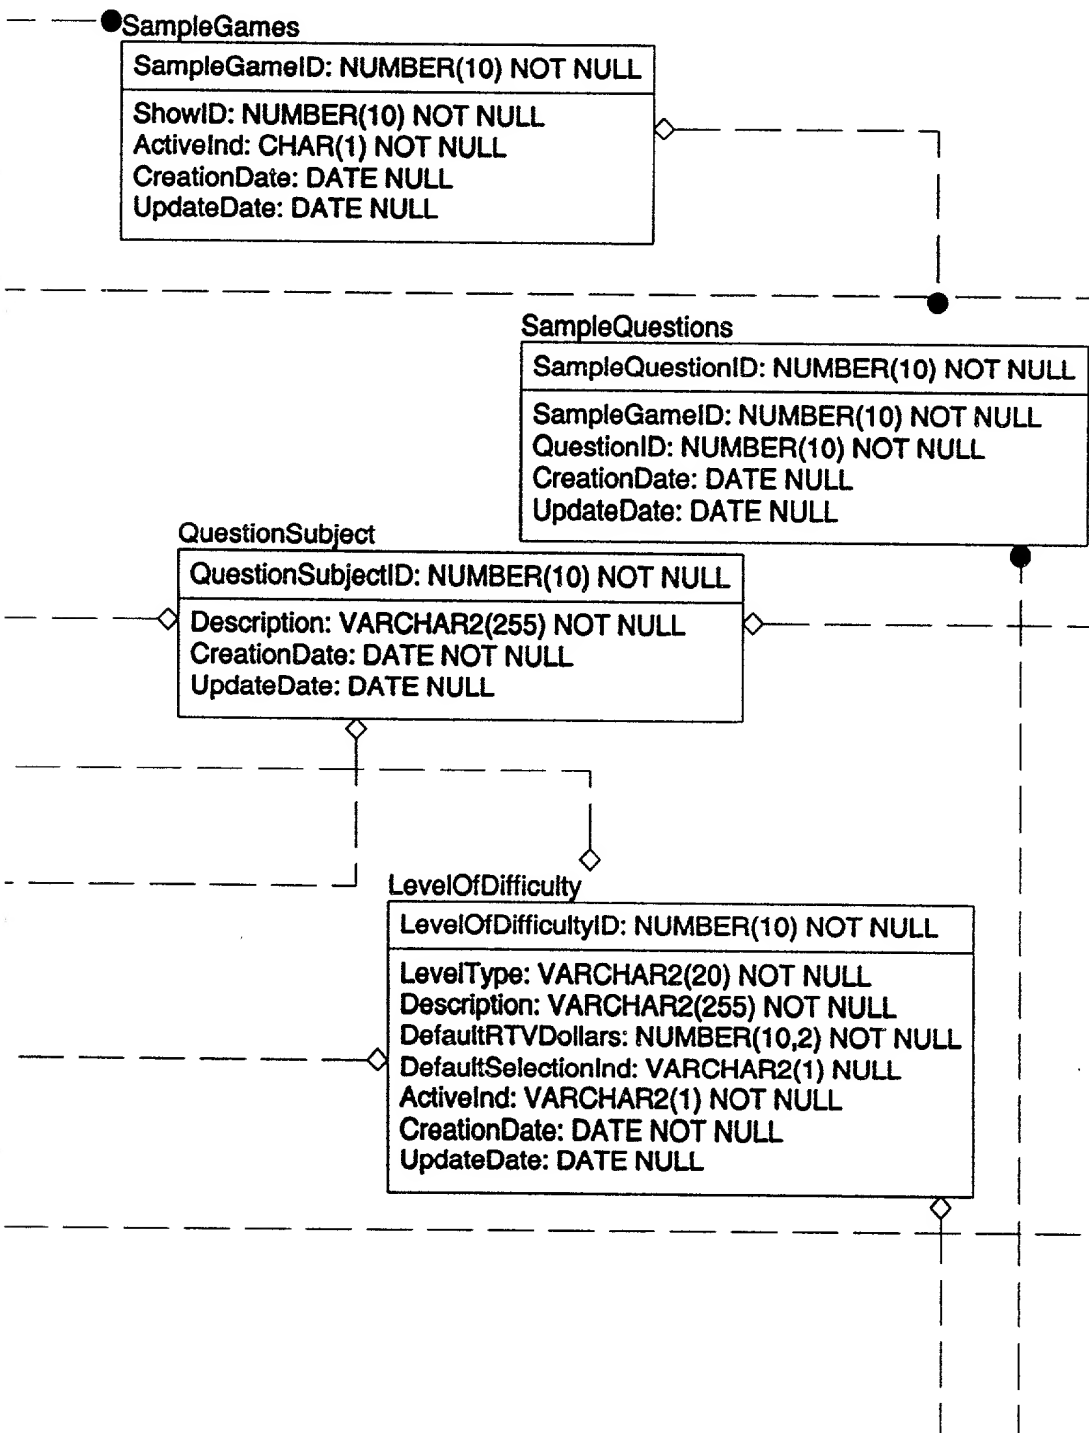 SampleGames
SampleGameID: NUMBER(10) NOT NULL
ShowID: NUMBER(10) NOT NULL
ActiveInd: CHAR(1) NOT NULL
CreationDate: DATE NULL
UpdateDate: DATE NULL
SampleQuestions
SampleQuestionID: NUMBER(10) NOT NULL
SampleGameID: NUMBER(10) NOT NULL
QuestionID: NUMBER(10) NOT NULL
CreationDate: DATE NULL
UpdateDate: DATE NULL
QuestionSubject
QuestionSubjectID: NUMBER(10) NOT NULL
Description: VARCHAR2(255) NOT NULL
CreationDate: DATE NOT NULL
UpdateDate: DATE NULL
LevelOfDifficulty
LevelOfDifficultyID: NUMBER(10) NOT NULL
LevelType: VARCHAR2(20) NOT NULL
Description: VARCHAR2(255) NOT NULL
DefaultRTVDollars: NUMBER(10,2) NOT NULL
DefaultSelectionInd: VARCHAR2(1) NULL
ActiveInd: VARCHAR2(1) NOT NULL
CreationDate: DATE NOT NULL
UpdateDate: DATE NULL